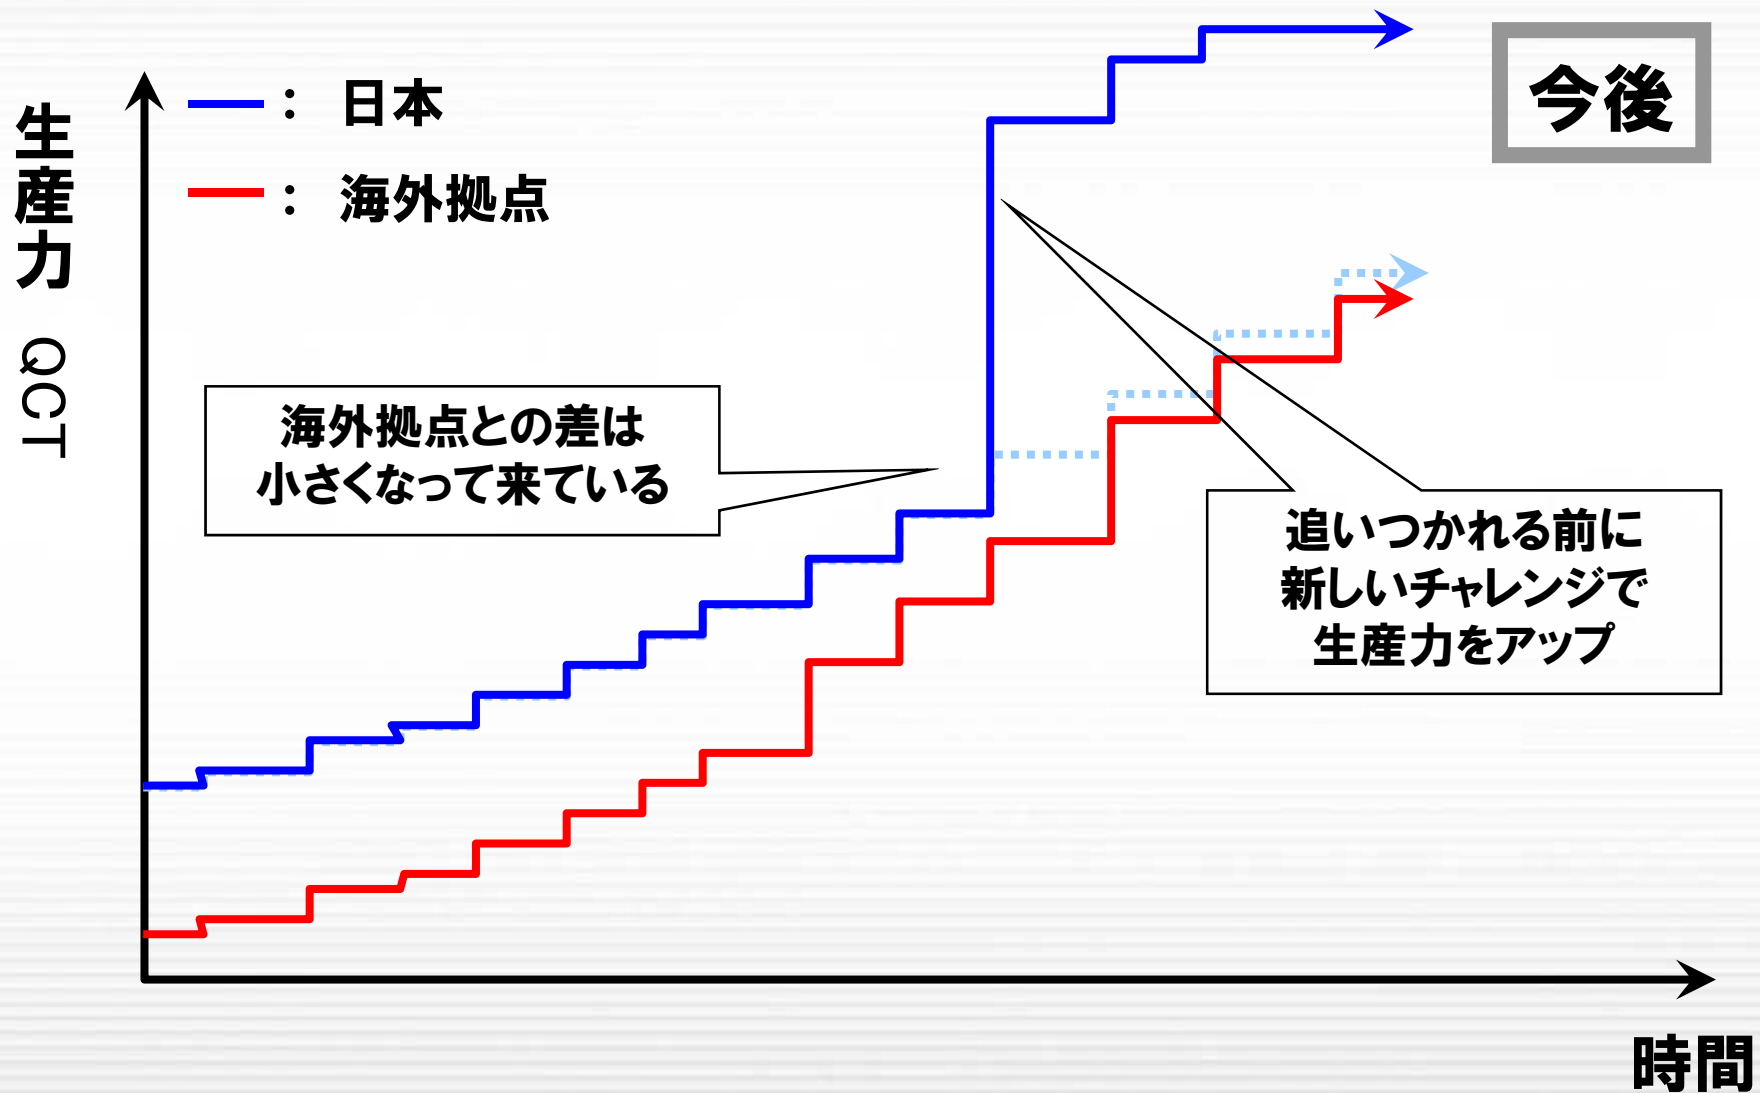 今後
生産力 QCT
: 日本
: 海外拠点
海外拠点との差は
小さくなって来ている
追いつかれる前に
新しいチャレンジで
生産力をアップ
時間